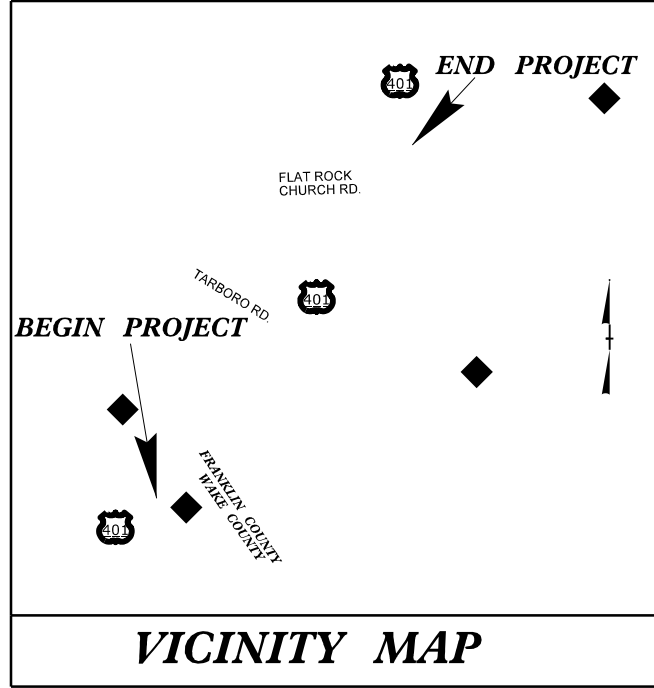 END PROJECT
401
FLAT ROCK
CHURCH RD.
TARBORO RD.
401
BEGIN PROJECT
FRANKLIN COUNTY
WAKE COUNTY
401
VICINITY MAP